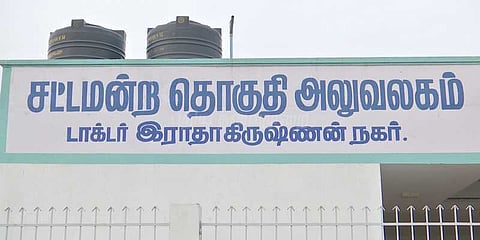 சட்டமன்ற தொகுதி அலுவலகம்
டாக்டர் இராதாகிருஷ்ணன் நகர்.